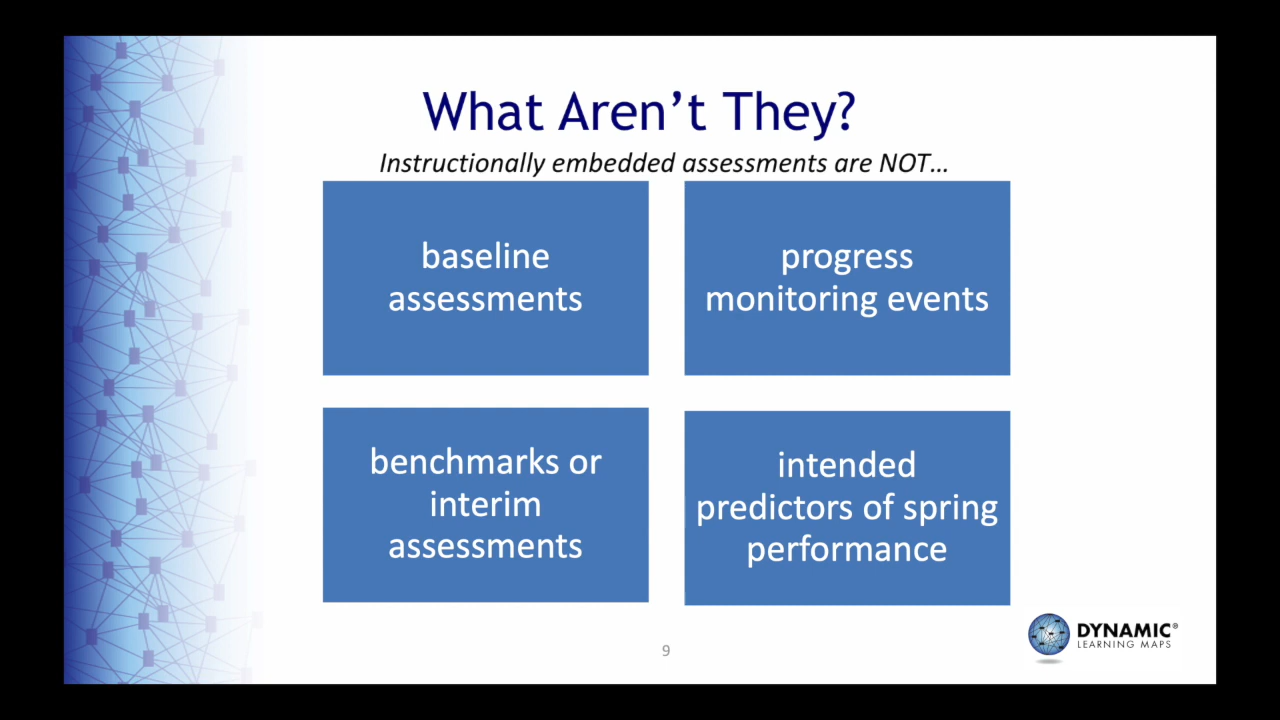 What Aren’t They?
Instructionally embedded assessments are NOT…
baseline
assessments
progress
monitoring events
benchmarks or
interim
assessments
intended
predictors of spring
performance
9
DYNAMIC®
LEARNING MAPS